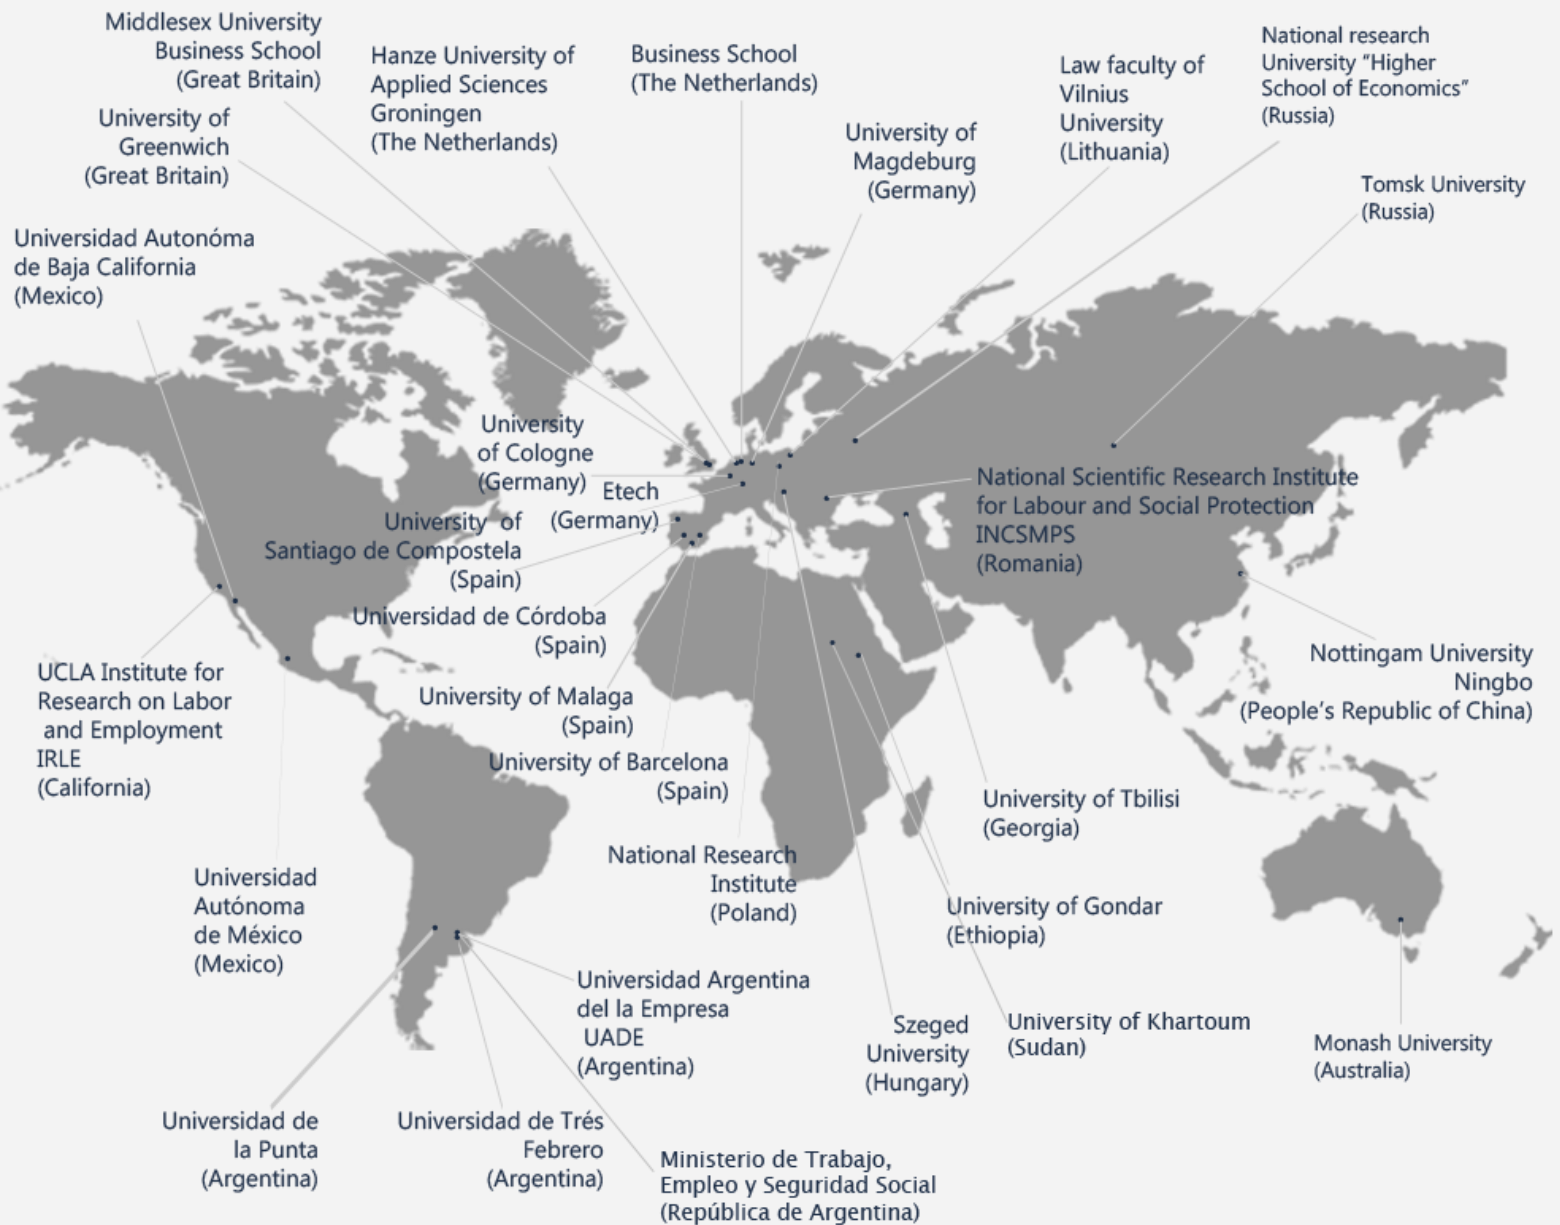 Middlesex University
Business School
(Great Britain)
Hanze University of
Applied Sciences
Groningen
(The Netherlands)
Business School
(The Netherlands)
Law faculty of
Vilnius
University
(Lithuania)
National research
University “Higher
School of Economics”
(Russia)
University of
Greenwich
(Great Britain)
University of
Magdeburg
(Germany)
Tomsk University
(Russia)
Universidad Autonóma
de Baja California
(Mexico)
University
of Cologne
(Germany)
Etech
(Germany)
National Scientific Research Institute
for Labour and Social Protection
INCSMPS
(Romania)
University of
Santiago de Compostela
(Spain)
Universidad de Córdoba
(Spain)
UCLA Institute for
Research on Labor
and Employment
IRLE
(California)
University of Malaga
(Spain)
Nottingam University
Ningbo
(People’s Republic of China)
University of Barcelona
(Spain)
University of Tbilisi
(Georgia)
National Research
Institute
(Poland)
Universidad
Autónoma
de México
(Mexico)
University of Gondar
(Ethiopia)
Universidad Argentina
del la Empresa
UADE
(Argentina)
Szeged
University
(Hungary)
University of Khartoum
(Sudan)
Monash University
(Australia)
Universidad de
la Punta
(Argentina)
Universidad de Trés
Febrero
(Argentina)
Ministerio de Trabajo,
Empleo y Seguridad Social
(República de Argentina)